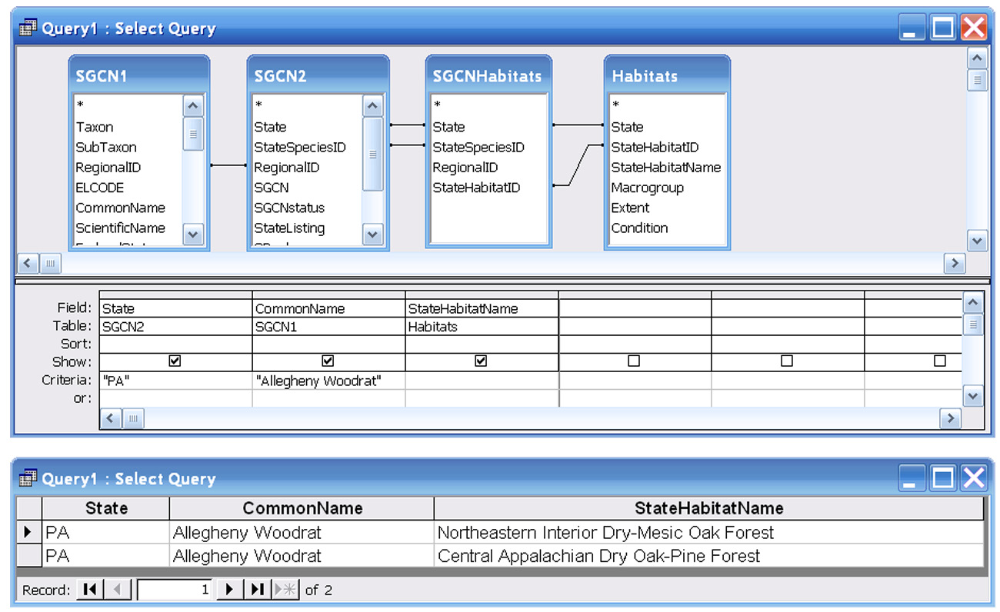 Query1 : Select Query
SGCN1
*
Taxon
SubTaxon
RegionalID
ELCODE
CommonName
ScientificName
SGCN2
*
State
StateSpeciesID
RegionalID
SGCN
SGCNstatus
StateListing
SGCNHabitats
*
State
StateSpeciesID
RegionalID
StateHabitatID
Habitats
*
State
StateHabitatID
StateHabitatName
Macrogroup
Extent
Condition
Field: State CommonName StateHabitatName
Table: SGCN2 SGCN1 Habitats
Sort:
Show:
Criteria: "PA" "Allegheny Woodrat"
or:
Query1 : Select Query
State CommonName StateHabitatName
PA Allegheny Woodrat Northeastern Interior Dry-Mesic Oak Forest
PA Allegheny Woodrat Central Appalachian Dry Oak-Pine Forest
Record: 1 of 2